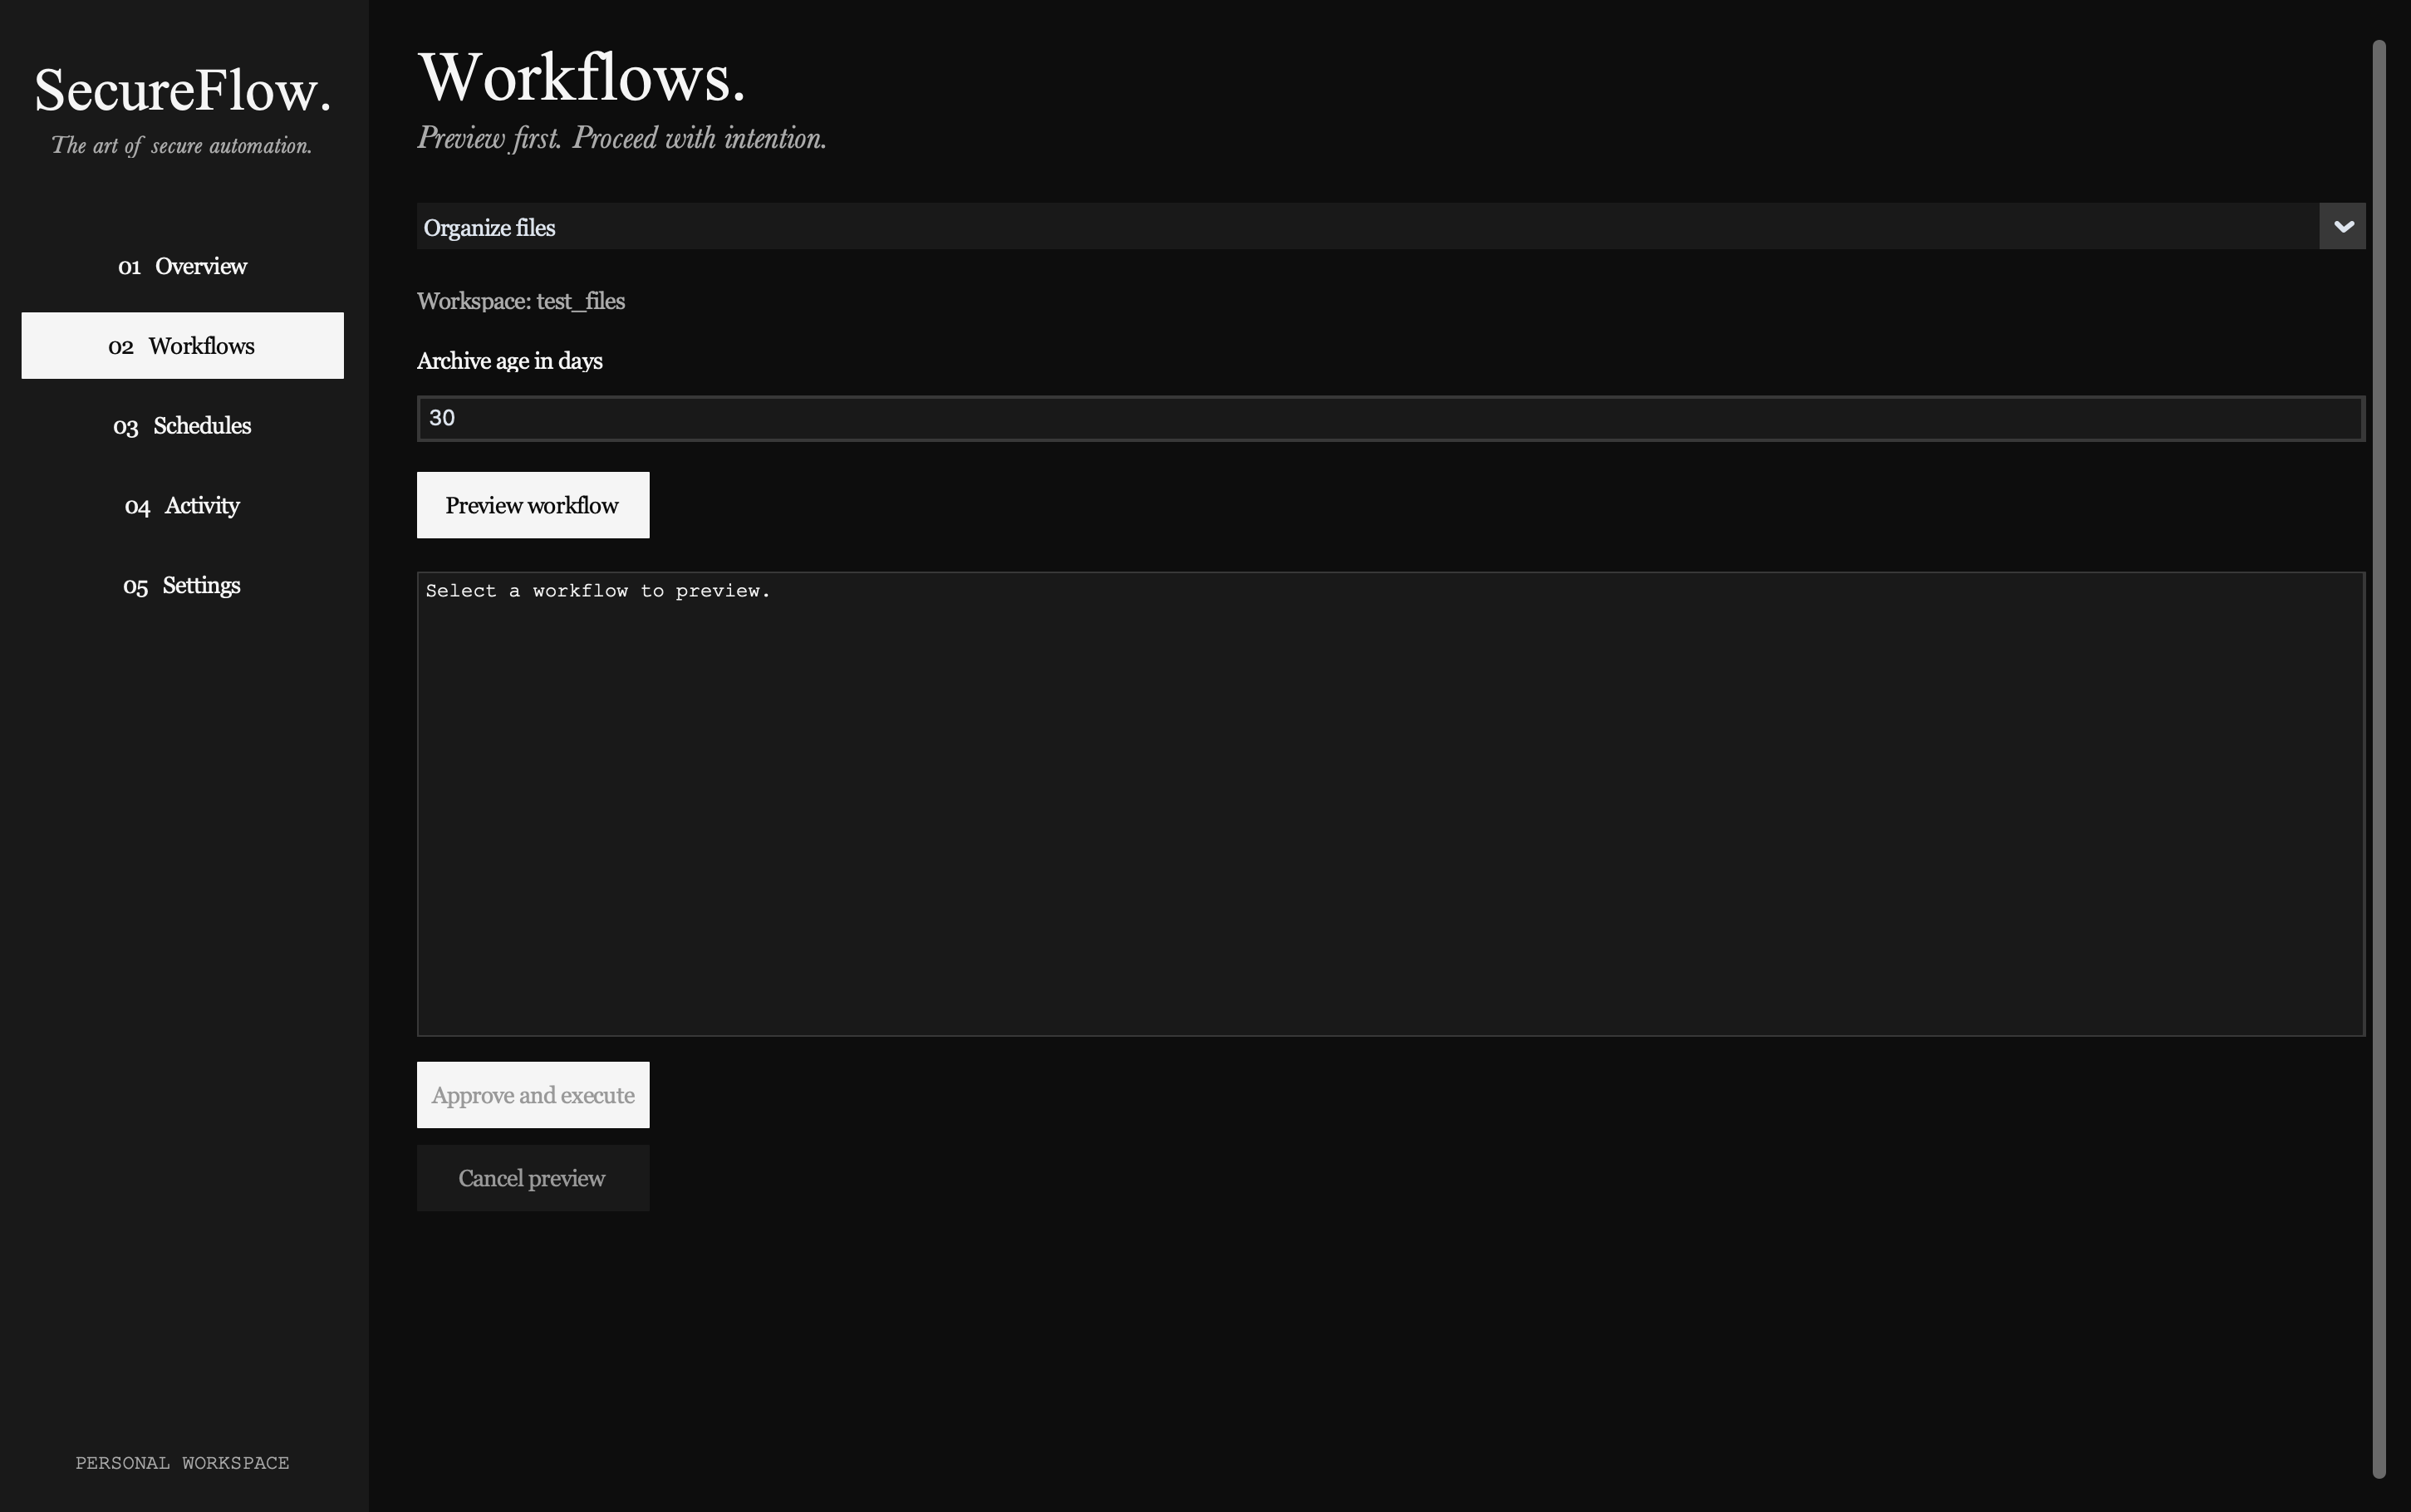 SecureFlow.
The art of secure automation.
01 Overview
02 Workflows
03 Schedules
04 Activity
05 Settings
PERSONAL WORKSPACE
Workflows.
Preview first. Proceed with intention.
Organize files
Workspace: test_files
Archive age in days
30
Preview workflow
Select a workflow to preview.
Approve and execute
Cancel preview